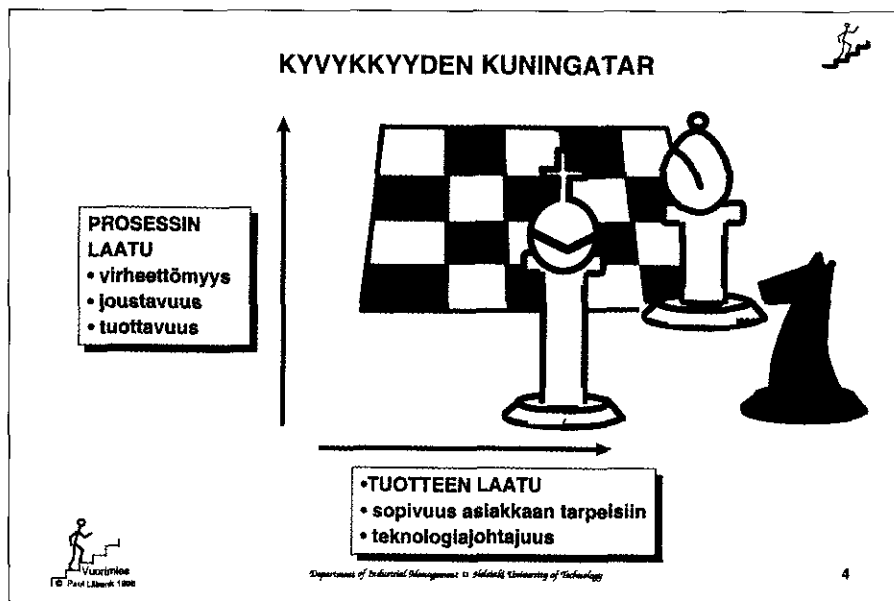 KYVYKKYYDEN KUNINGATAR
PROSESSIN
LAATU
• virheettömyys
• joustavuus
• tuottavuus
•TUOTTEEN LAATU
• sopivuus asiakkaan tarpeisiin
• teknologiajohtajuus
Vuorimies
© Paul Lillrank 1998
Department of Industrial Management Helsinki University of Technology
4